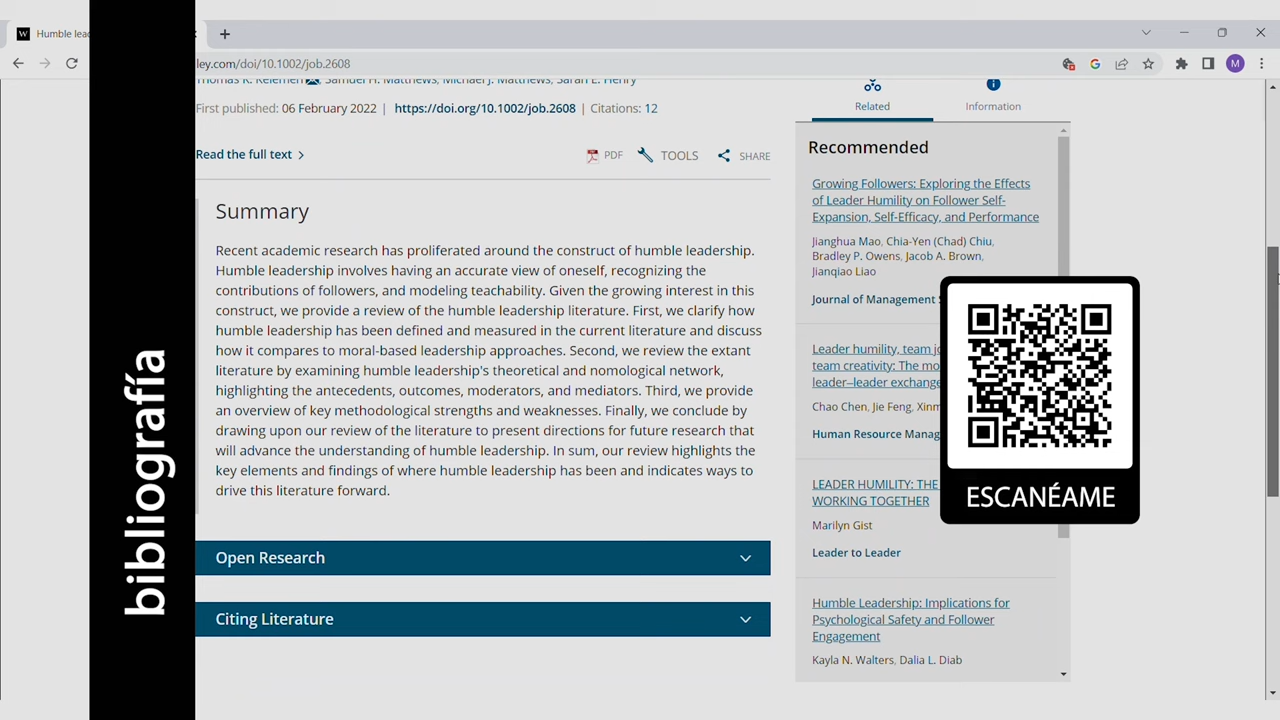 Humble lea
ley.com/doi/10.1002/job.2608
M
Thomas K. Kelemen, Samuel H. Matthews, Michael J. Matthews, Sarah E. Henry
First published: 06 February 2022 | https://doi.org/10.1002/job.2608 | Citations: 12
Read the full text
PDF TOOLS SHARE
Summary
Recent academic research has proliferated around the construct of humble leadership.
Humble leadership involves having an accurate view of oneself, recognizing the
contributions of followers, and modeling teachability. Given the growing interest in this
construct, we provide a review of the humble leadership literature. First, we clarify how
humble leadership has been defined and measured in the current literature and discuss
how it compares to moral-based leadership approaches. Second, we review the extant
literature by examining humble leadership's theoretical and nomological network,
highlighting the antecedents, outcomes, moderators, and mediators. Third, we provide
an overview of key methodological strengths and weaknesses. Finally, we conclude by
drawing upon our review of the literature to present directions for future research that
will advance the understanding of humble leadership. In sum, our review highlights the
key elements and findings of where humble leadership has been and indicates ways to
drive this literature forward.
Open Research
Citing Literature
Related
Information
Recommended
Growing Followers: Exploring the Effects
of Leader Humility on Follower Self-
Expansion, Self-Efficacy, and Performance
Jianghua Mao, Chia-Yen (Chad) Chiu,
Bradley P. Owens, Jacob A. Brown,
Jianqiao Liao
Journal of Management S
Leader humility, team jo
team creativity: The mo
leader–leader exchange
Chao Chen, Jie Feng, Xinm
Human Resource Manag
LEADER HUMILITY: THE
WORKING TOGETHER
Marilyn Gist
Leader to Leader
Humble Leadership: Implications for
Psychological Safety and Follower
Engagement
Kayla N. Walters, Dalia L. Diab
ESCANÉAME
bibliografía